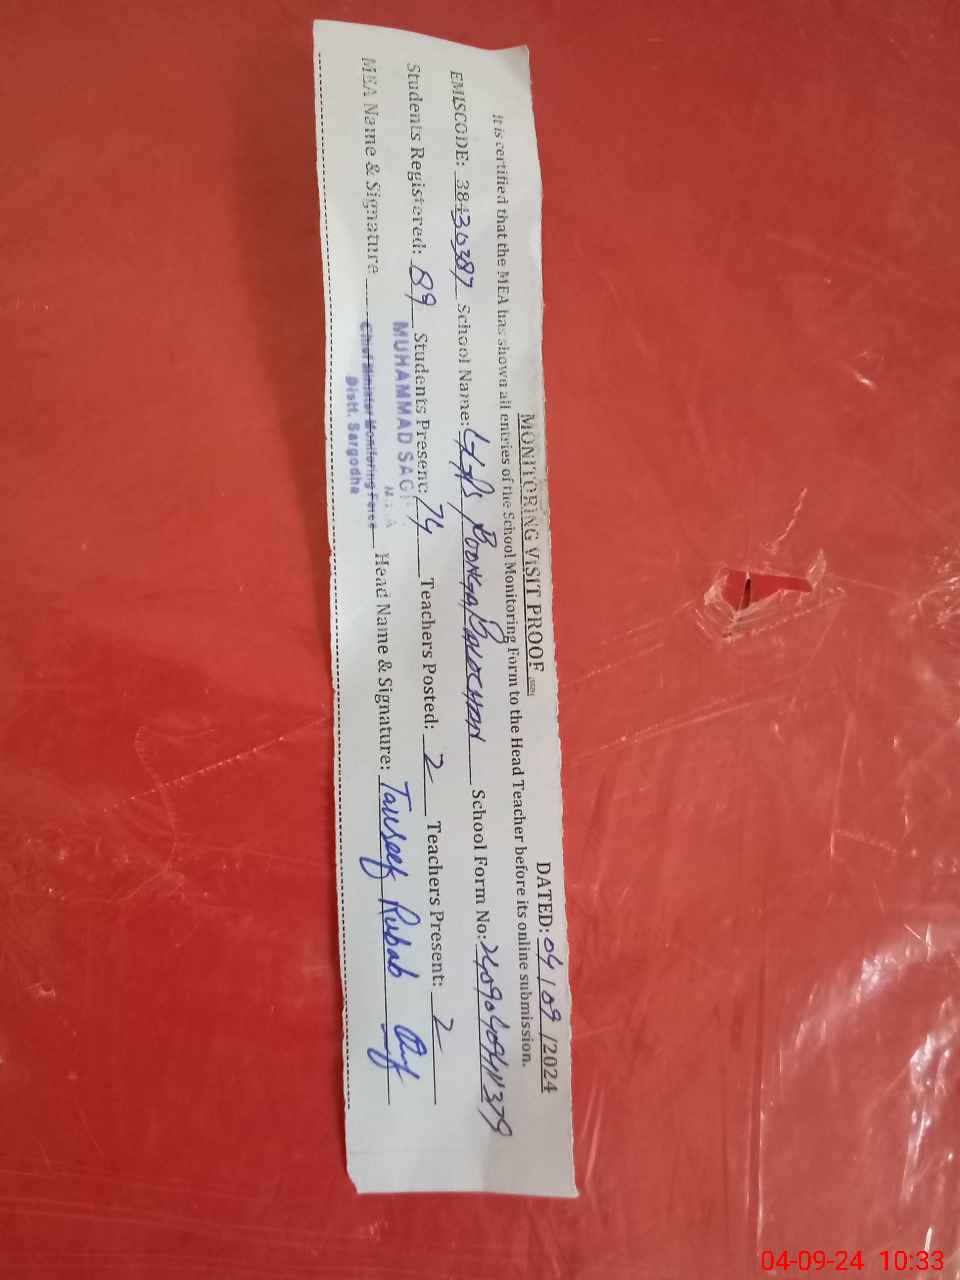 MONITORING VISIT PROOF (SED)
DATED: 04 / 09 /2024
It is certified that the MEA has shown all entries of the School Monitoring Form to the Head Teacher before its online submission.
EMISCODE: 38430387 School Name: School Form No:
Students Registered: 89 Students Present: 74 Teachers Posted: 2 Teachers Present: 2
MEA Name & Signature Head Name & Signature: Tauseef Rubab
MUHAMMAD
Chief Minister Monitoring Force
Distt. Sargodha
04-09-24 10:33